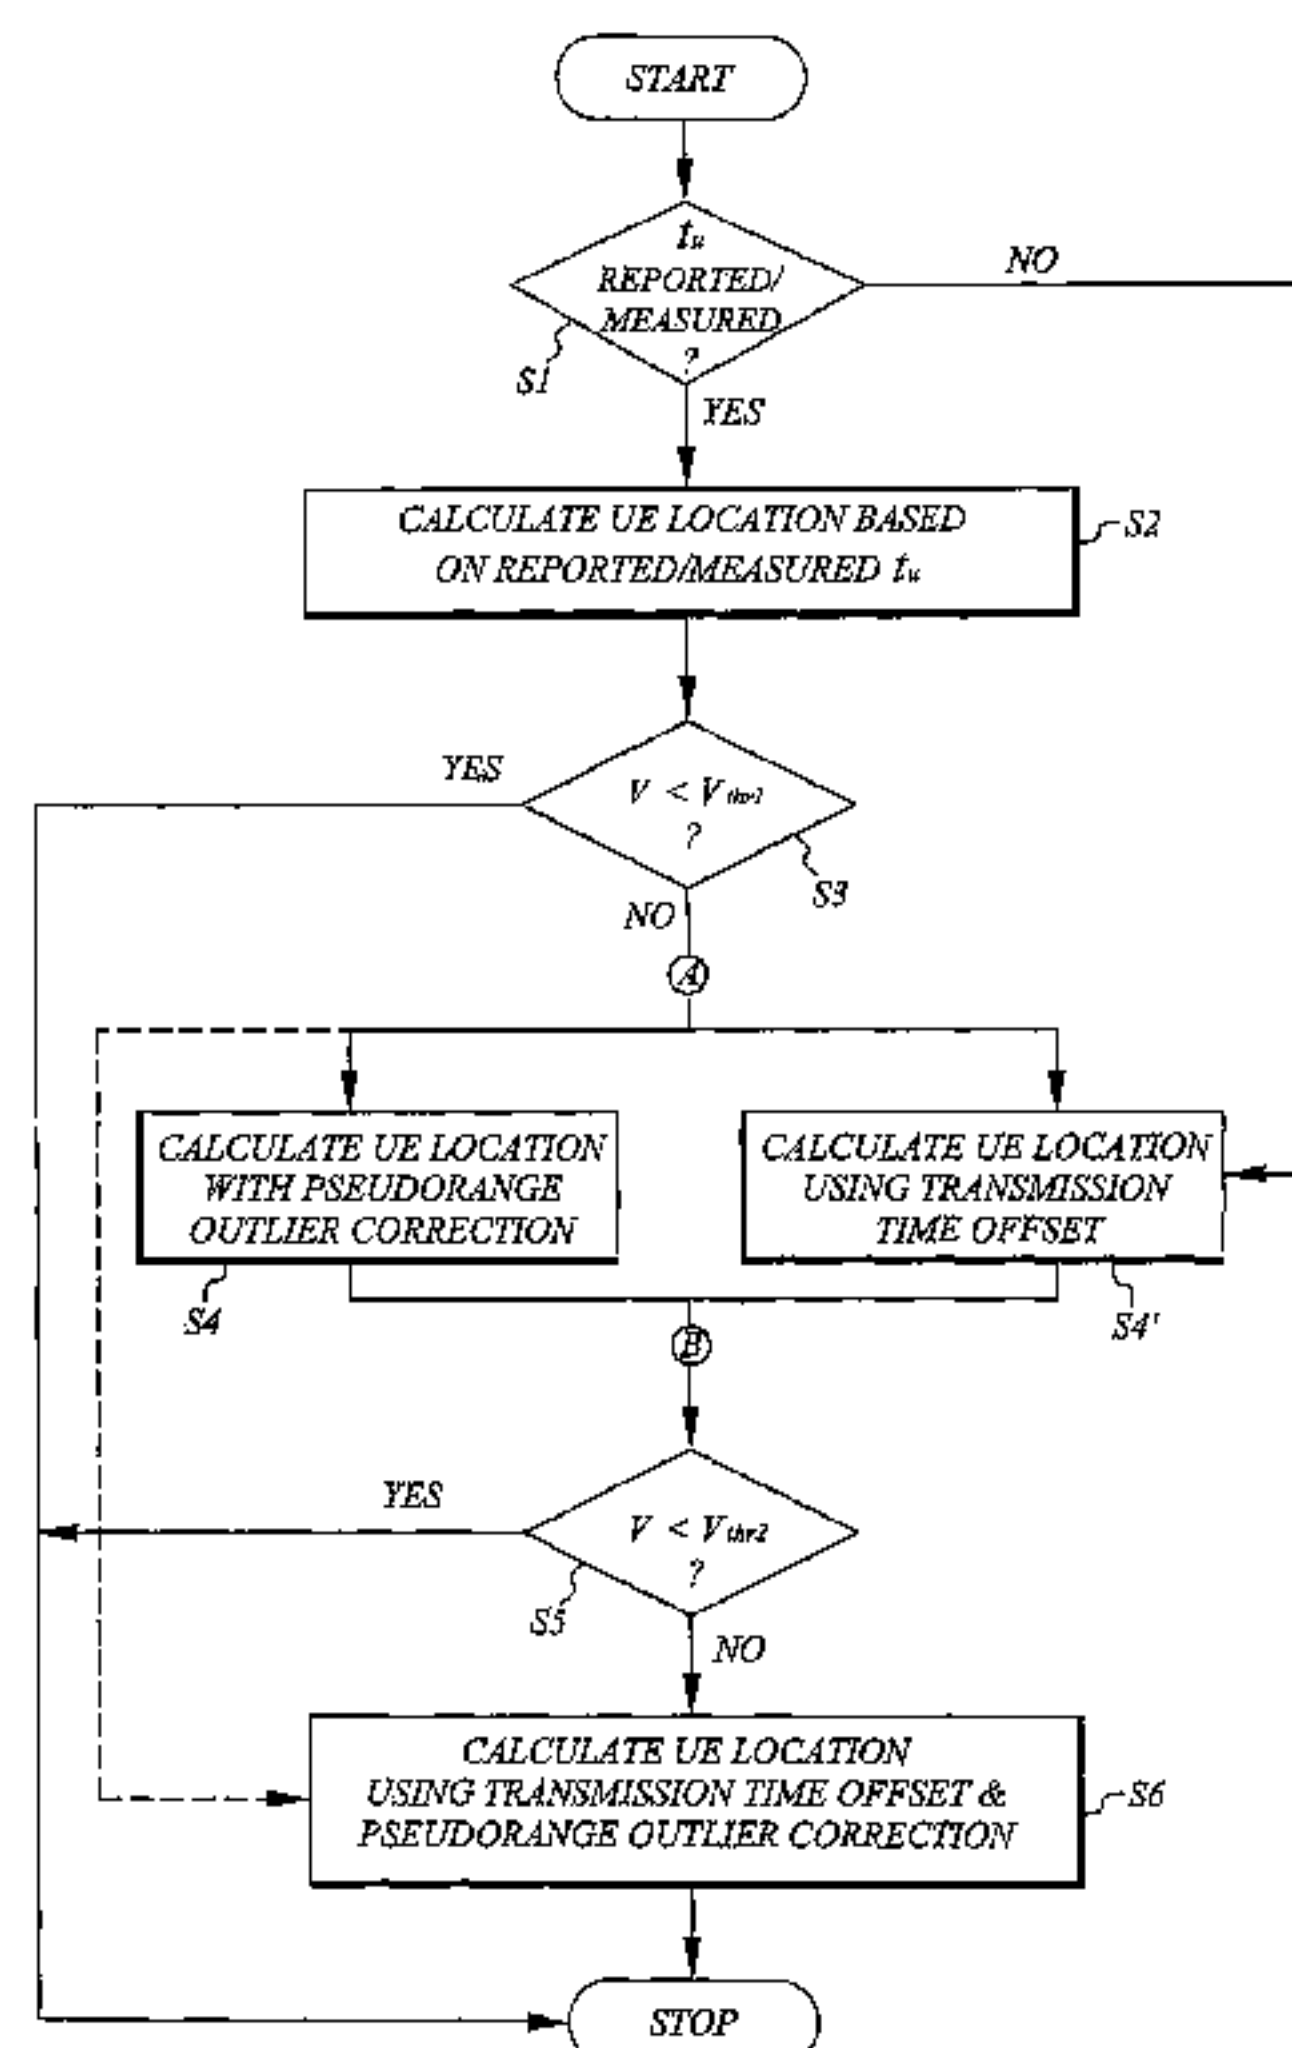 START
tu
REPORTED/
MEASURED
?
NO
S1
YES
CALCULATE UE LOCATION BASED
ON REPORTED/MEASURED tu
S2
YES
V < Vthr1
?
S3
NO
A
CALCULATE UE LOCATION
WITH PSEUDORANGE
OUTLIER CORRECTION
S4
CALCULATE UE LOCATION
USING TRANSMISSION
TIME OFFSET
S4'
B
YES
V < Vthr2
?
S5
NO
CALCULATE UE LOCATION
USING TRANSMISSION TIME OFFSET &
PSEUDORANGE OUTLIER CORRECTION
S6
STOP